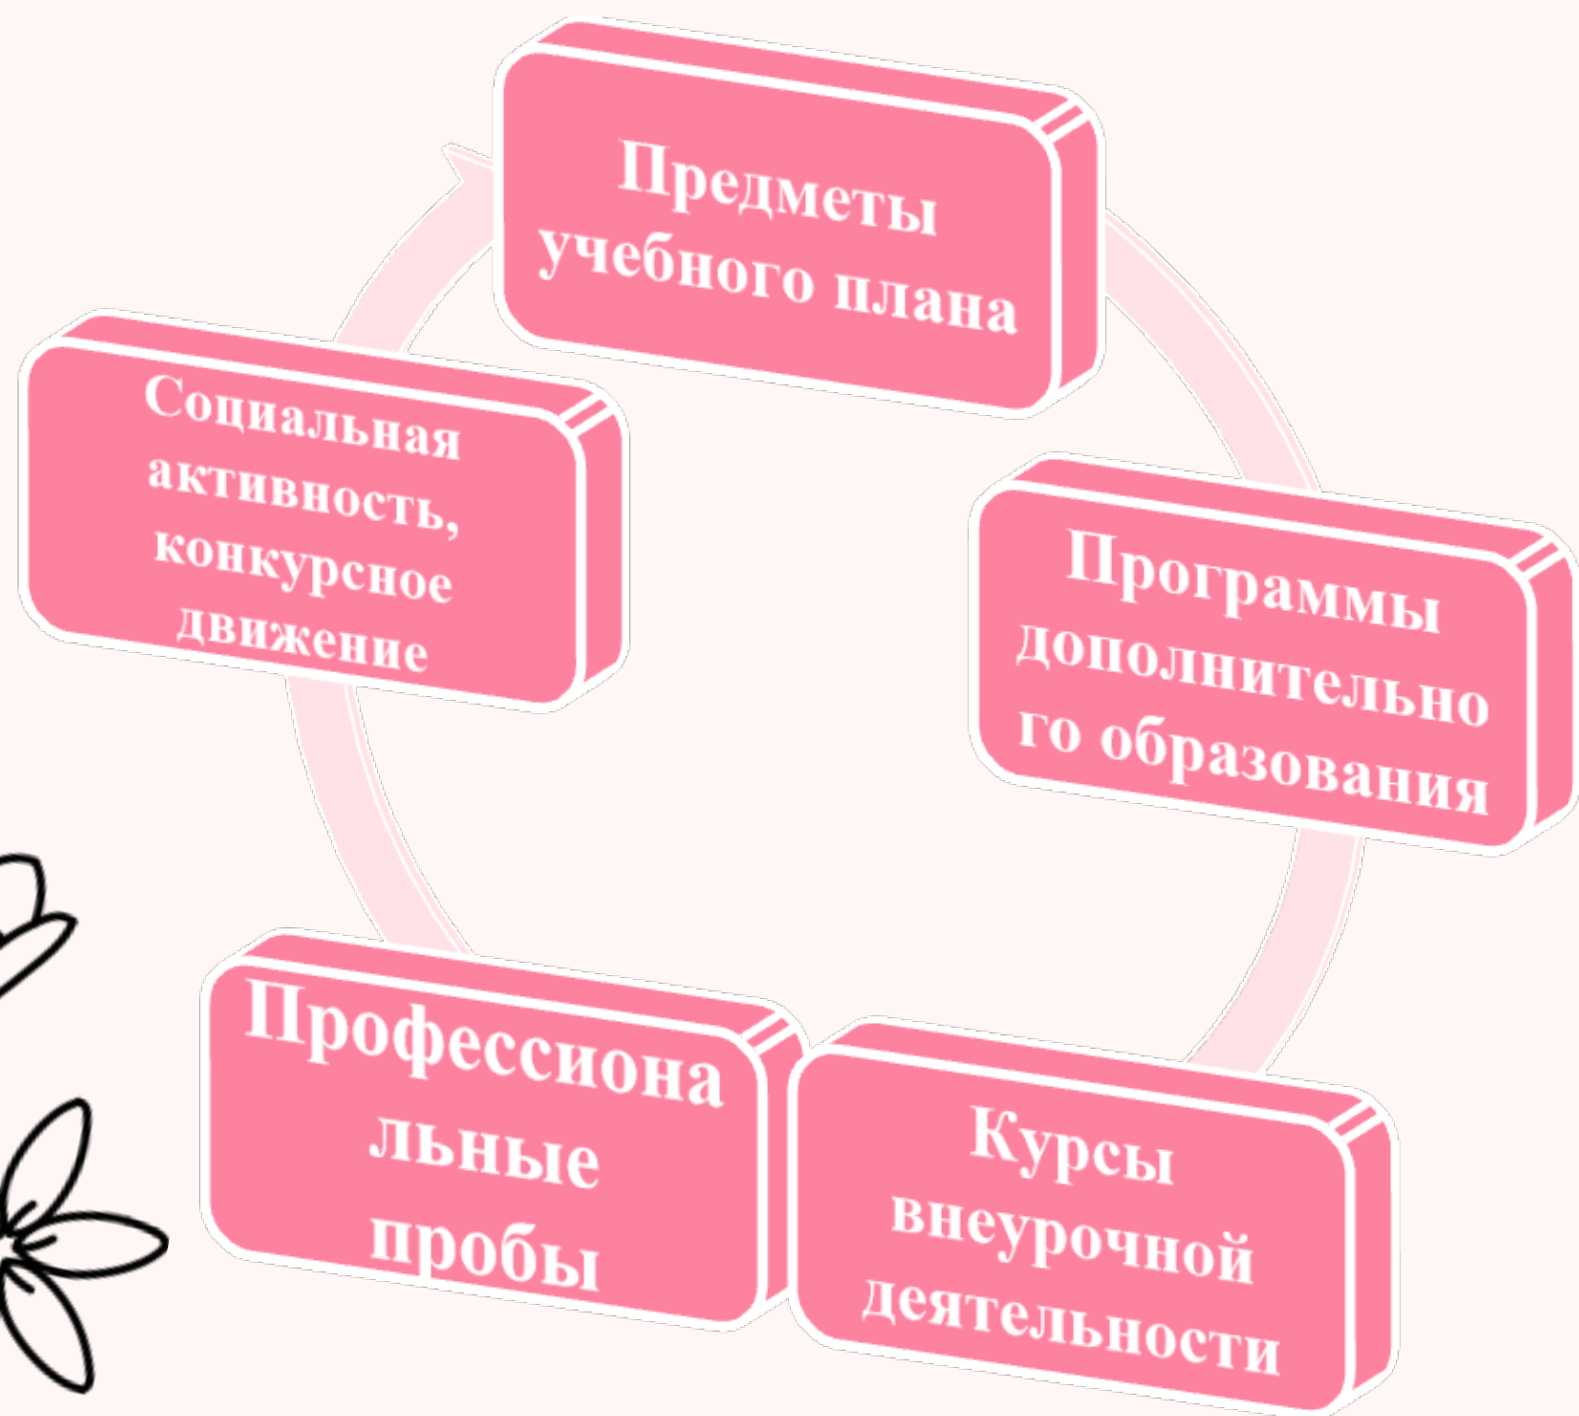 Предметы
учебного плана
Социальная
активность,
конкурсное
движение
Программы
дополнительно
го образования
Профессиона
льные
пробы
Курсы
внеурочной
деятельности